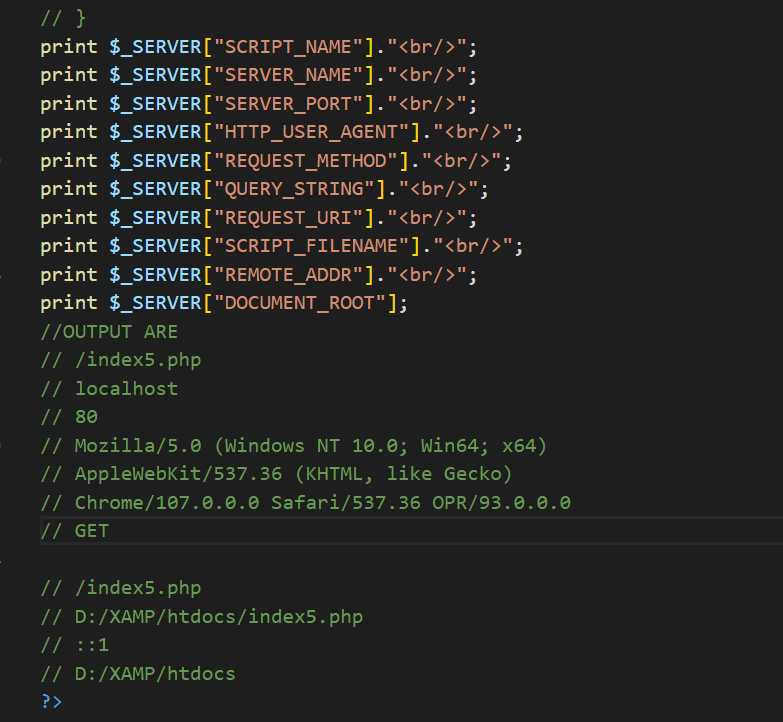 // }
print $_SERVER["SCRIPT_NAME"]."<br/>";
print $_SERVER["SERVER_NAME"]."<br/>";
print $_SERVER["SERVER_PORT"]."<br/>";
print $_SERVER["HTTP_USER_AGENT"]."<br/>";
print $_SERVER["REQUEST_METHOD"]."<br/>";
print $_SERVER["QUERY_STRING"]."<br/>";
print $_SERVER["REQUEST_URI"]."<br/>";
print $_SERVER["SCRIPT_FILENAME"]."<br/>";
print $_SERVER["REMOTE_ADDR"]."<br/>";
print $_SERVER["DOCUMENT_ROOT"];
//OUTPUT ARE
// /index5.php
// localhost
// 80
// Mozilla/5.0 (Windows NT 10.0; Win64; x64)
// AppleWebKit/537.36 (KHTML, like Gecko)
// Chrome/107.0.0.0 Safari/537.36 OPR/93.0.0.0
// GET

// /index5.php
// D:/XAMP/htdocs/index5.php
// ::1
// D:/XAMP/htdocs
?>